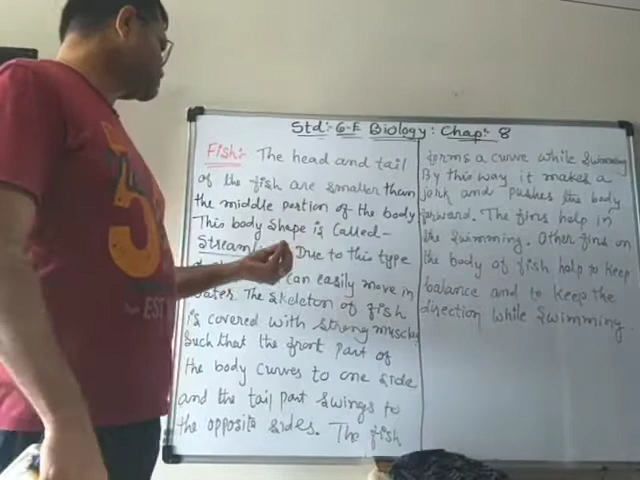 Std:- 6-E Biology: Chap:- 8
Fish:- The head and tail
of the fish are smaller than
the middle portion of the body
This body shape is called-
Due to this type
can easily move in
water. The skeleton of fish
is covered with strong muscles
such that the front part of
the body curves to one side
and the tail part swings to
the opposite sides. The fish
forms a curve while swimming
By this way it makes a
jerk and pushes the body
forward. The fins help in
the swimming. Other fins on
the body of fish help to keep
balance and to keep the
direction while swimming.
EST